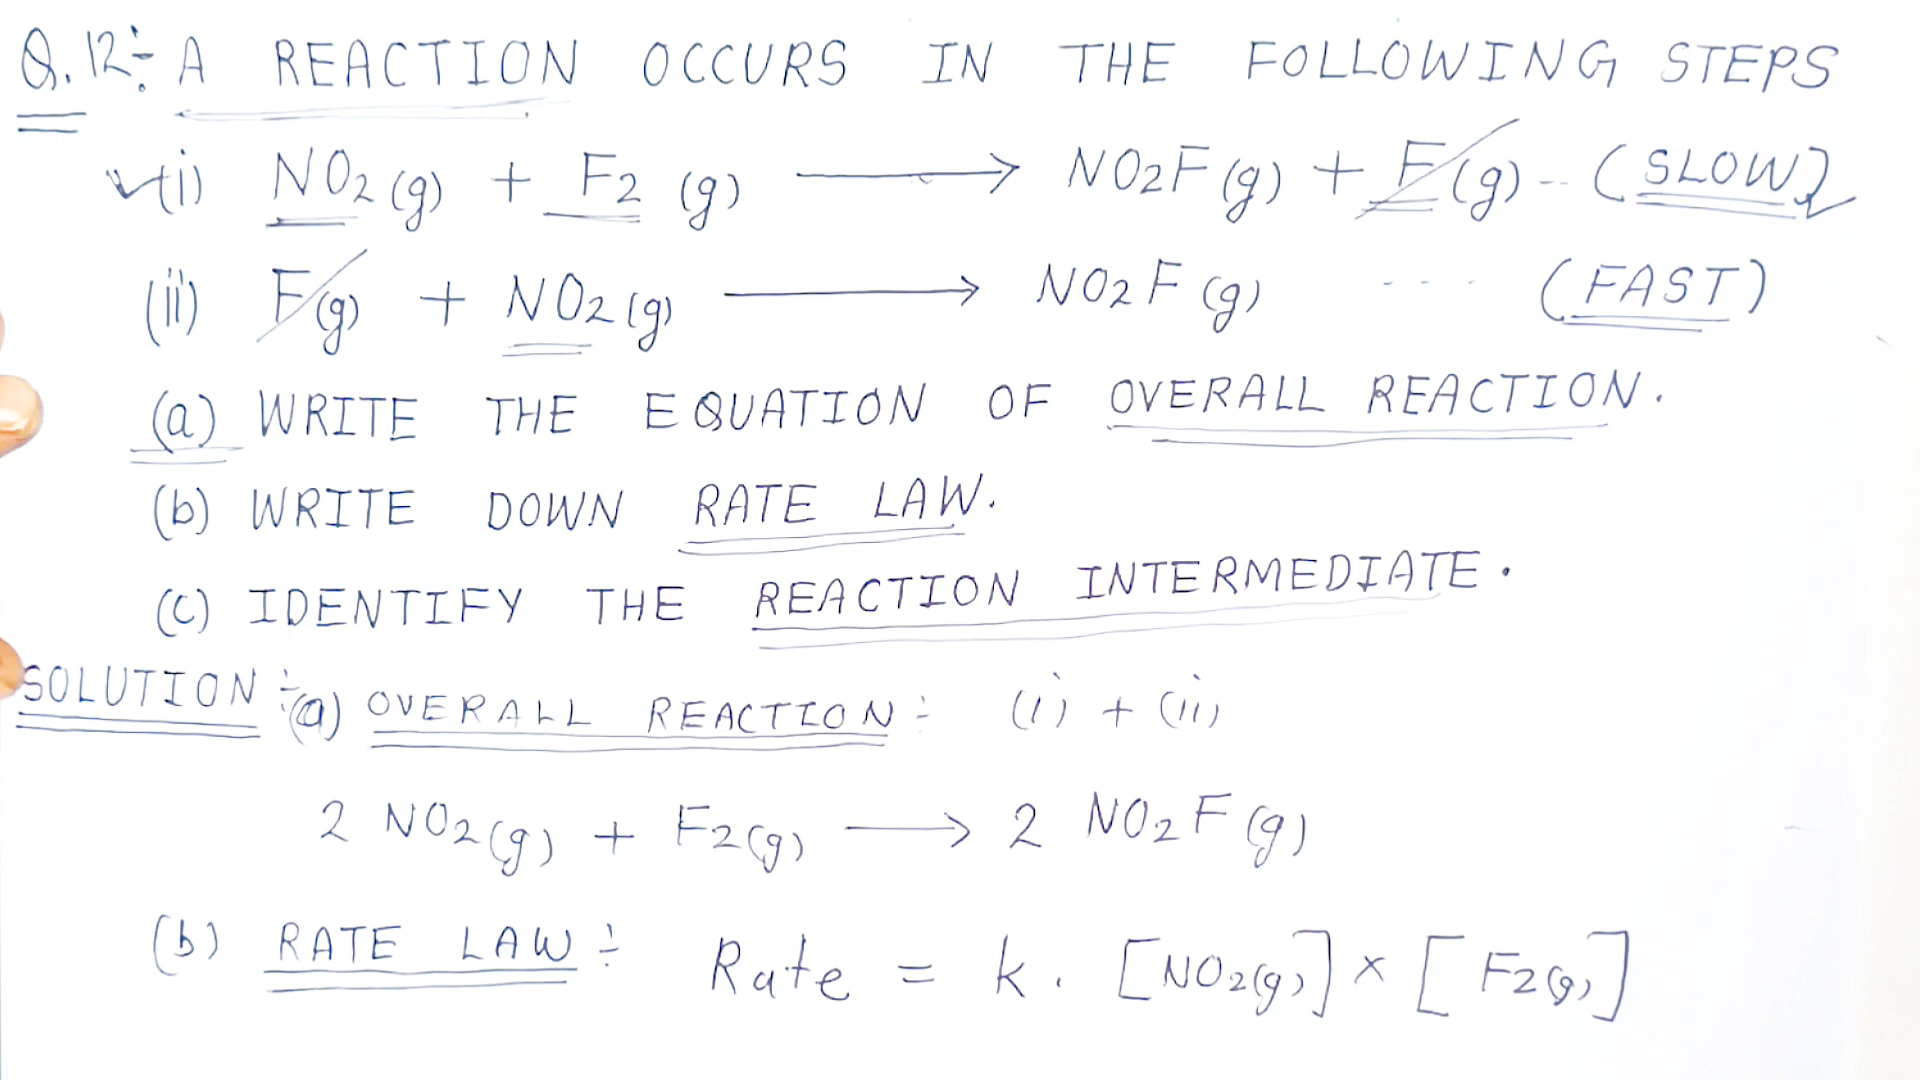 Q.12÷ A REACTION OCCURS IN THE FOLLOWING STEPS
(i) NO2 (g) + F2 (g) ⟶ NO2F (g) + F(g) -- (SLOW)
(ii) F(g) + NO2 (g) ⟶ NO2F (g) --- (FAST)
(a) WRITE THE EQUATION OF OVERALL REACTION.
(b) WRITE DOWN RATE LAW.
(C) IDENTIFY THE REACTION INTERMEDIATE.
SOLUTION ÷ (a) OVERALL REACTION ÷ (i) + (ii)
2 NO2(g) + F2(g) ⟶ 2 NO2F (g)
(b) RATE LAW ÷ Rate = k. [NO2(g)] × [F2(g)]